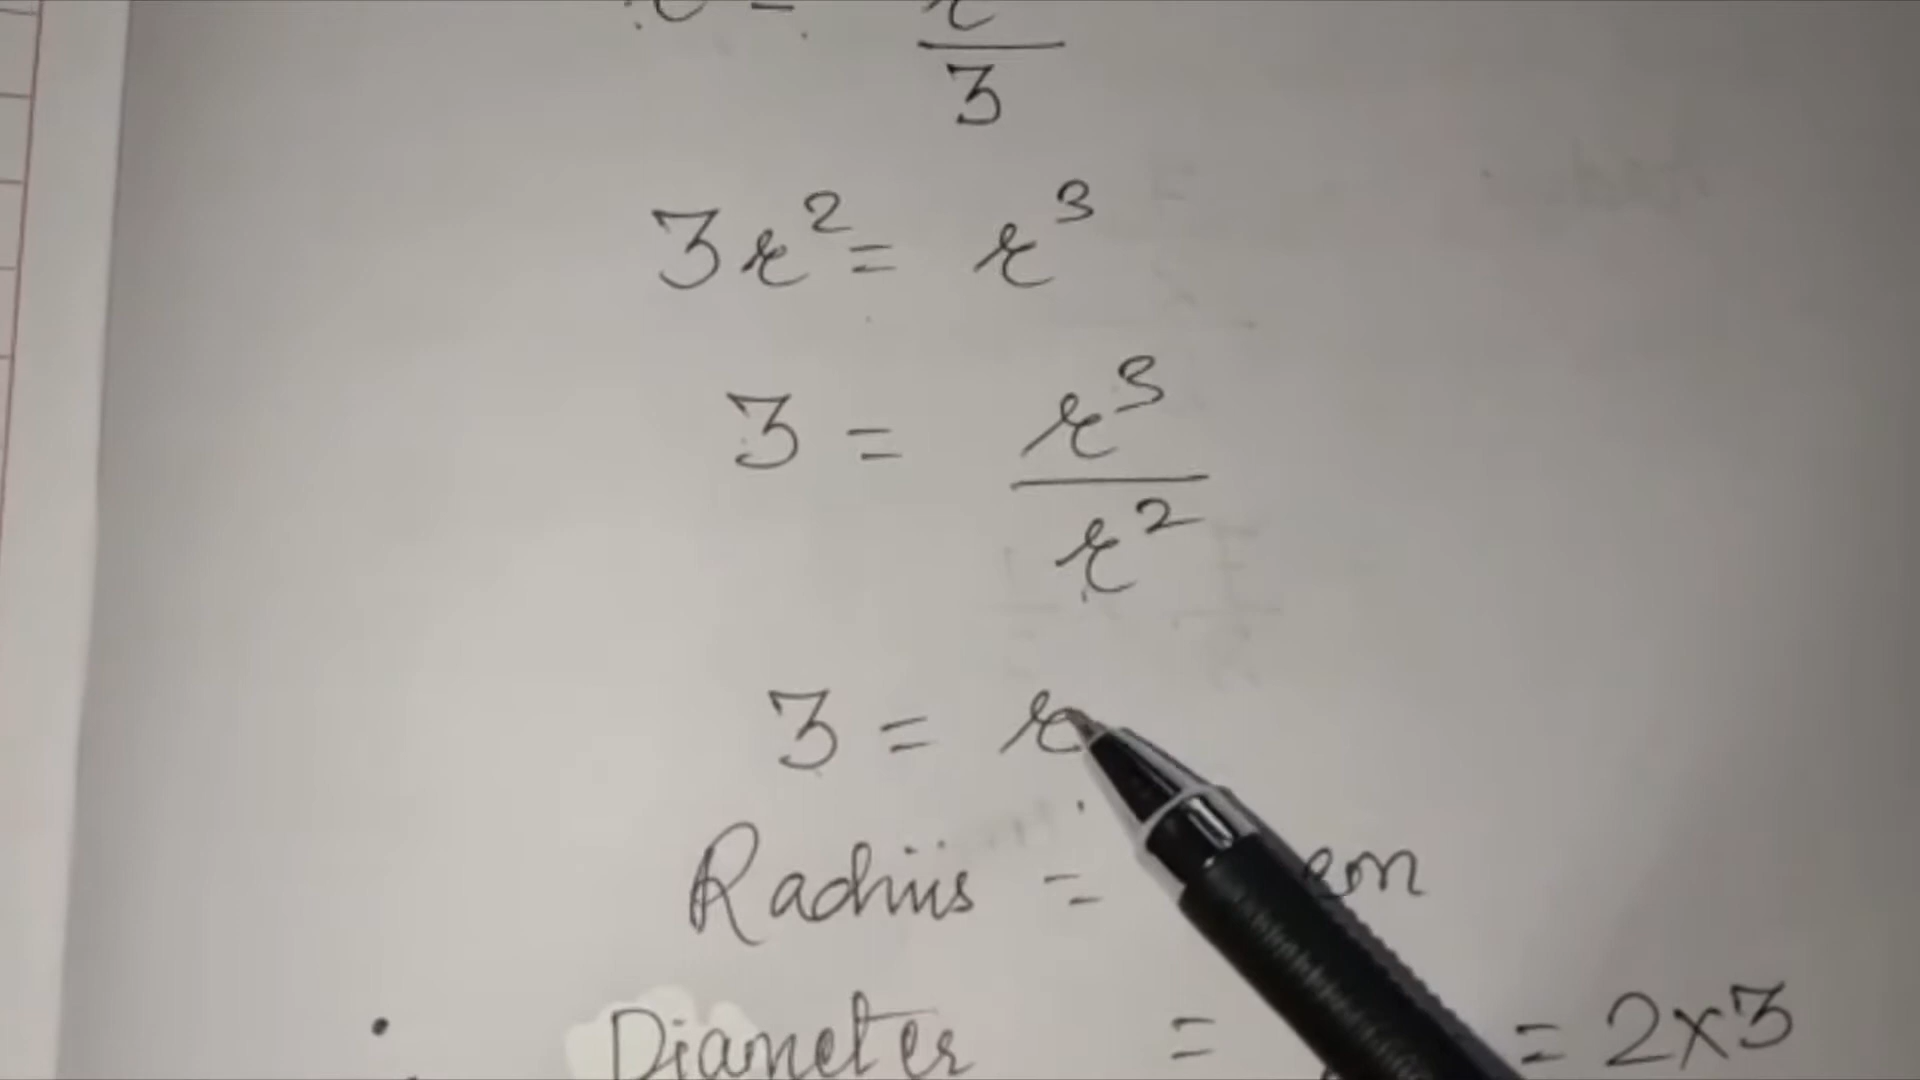 3
3r² = r³
3 = r³
r²
3 = r
Radius = cm
Diameter = = 2×3